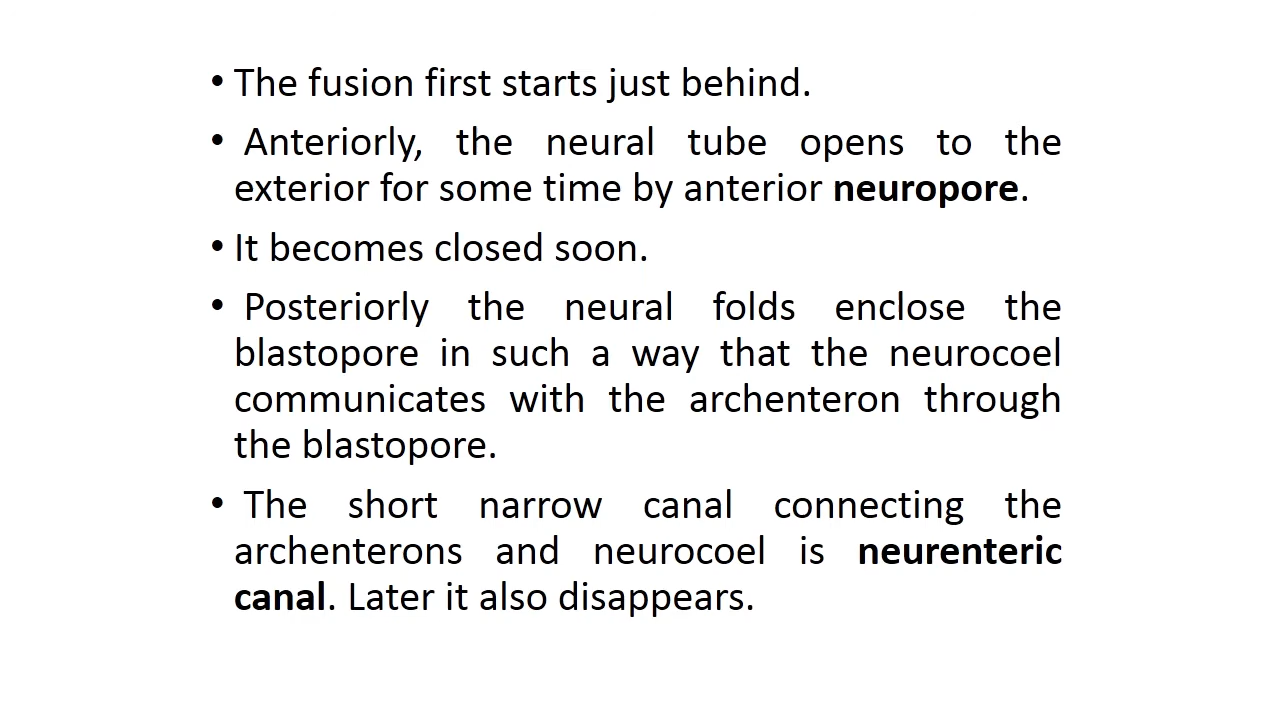 • The fusion first starts just behind.
• Anteriorly, the neural tube opens to the
exterior for some time by anterior neuropore.
• It becomes closed soon.
• Posteriorly the neural folds enclose the
blastopore in such a way that the neurocoel
communicates with the archenteron through
the blastopore.
• The short narrow canal connecting the
archenterons and neurocoel is neurenteric
canal. Later it also disappears.